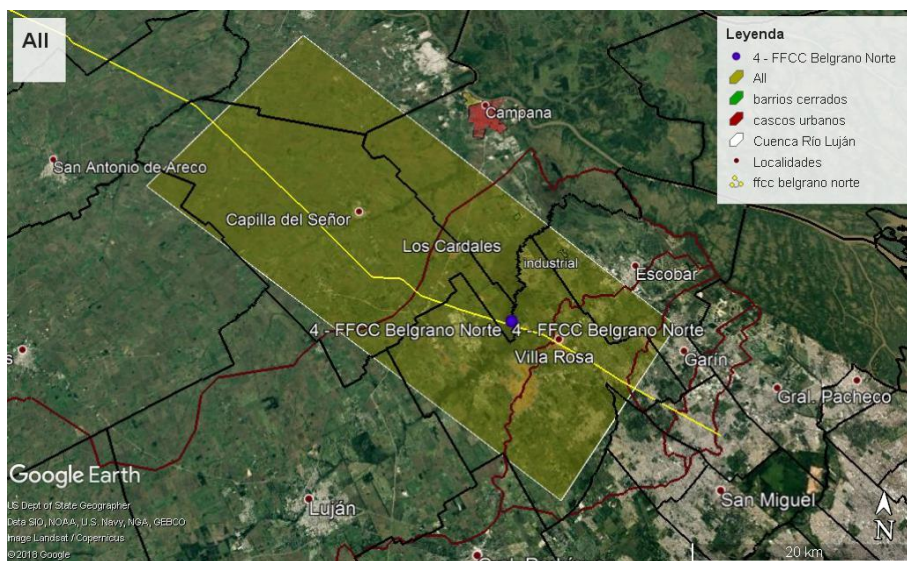 All
Leyenda
4 - FFCC Belgrano Norte
All
barrios cerrados
cascos urbanos
Cuenca Río Luján
Localidades
ffcc belgrano norte
Campana
San Antonio de Areco
Capilla del Señor
Los Cardales
industrial
Escobar
4 - FFCC Belgrano Norte
4 - FFCC Belgrano Norte
Villa Rosa
Garín
Gral. Pacheco
Google Earth
San Miguel
US Dept of State Geographer
Luján
Data SIO, NOAA, U.S. Navy, NGA, GEBCO
Image Landsat / Copernicus
N
©2018 Google
20 km